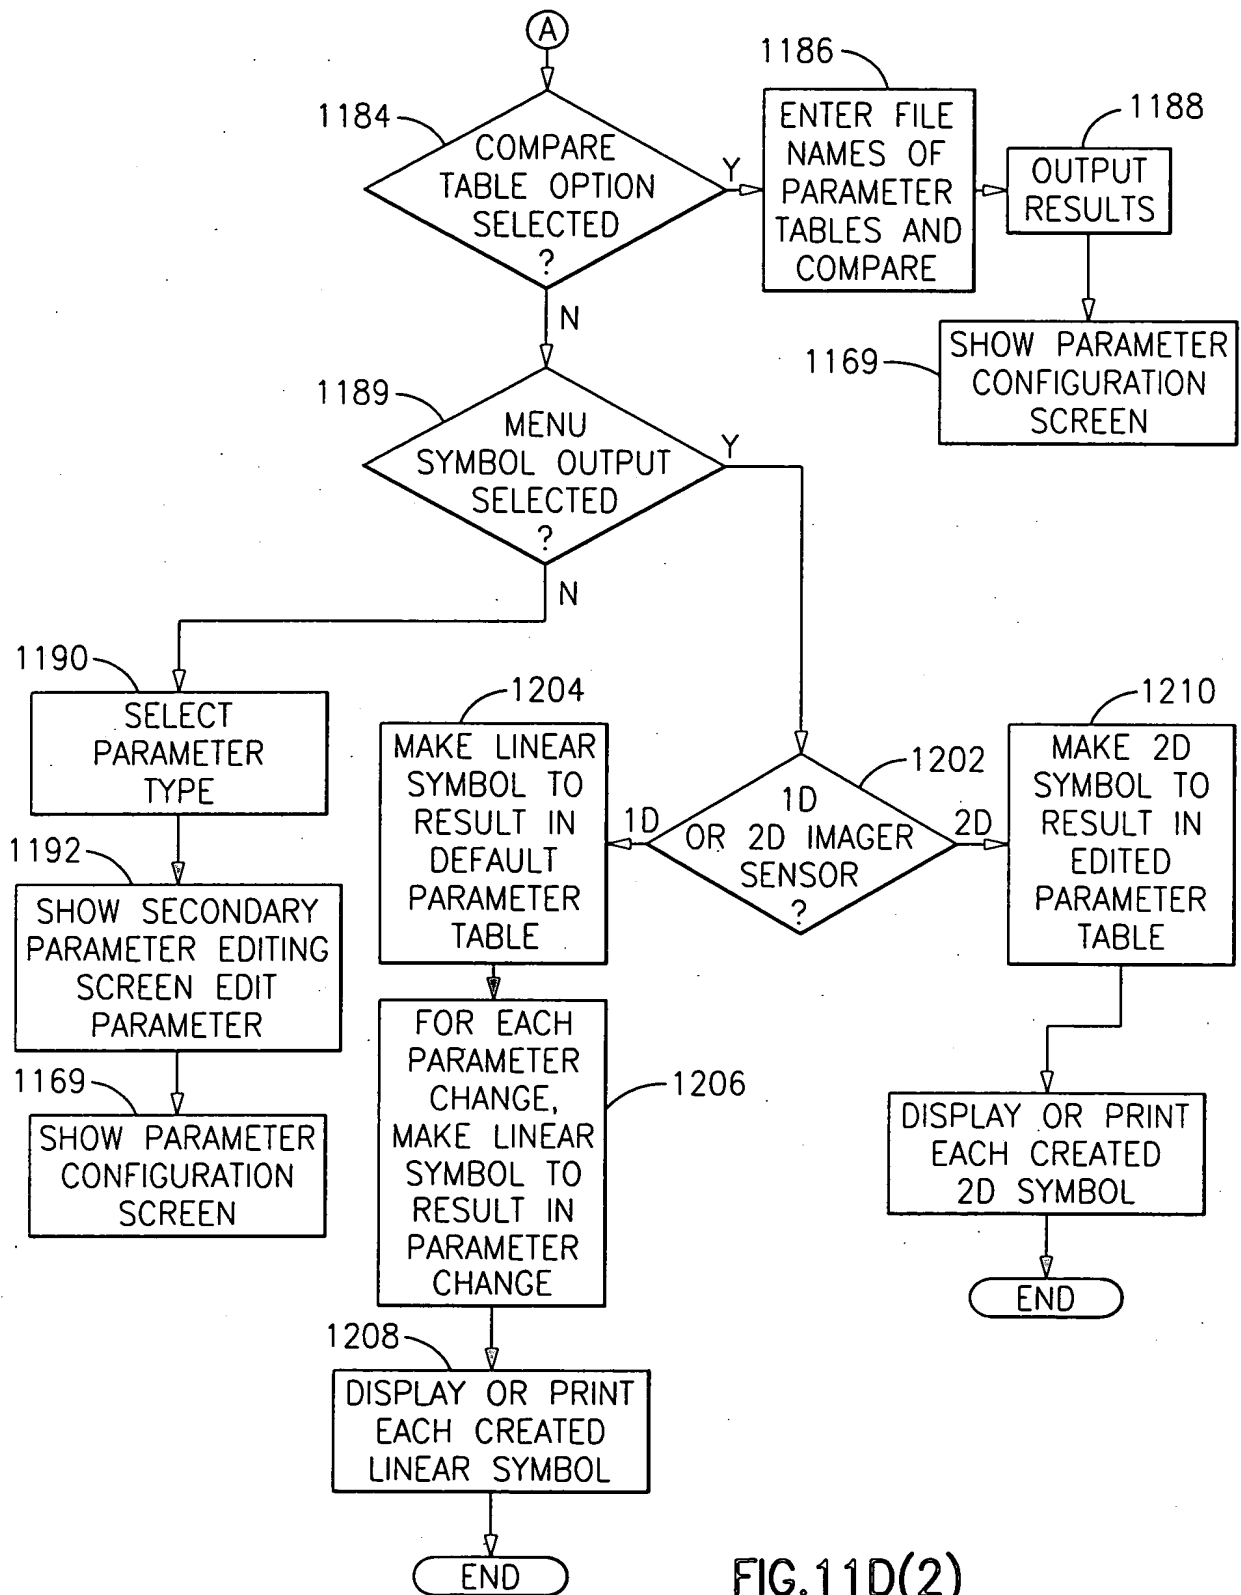 A
1184
COMPARE
TABLE OPTION
SELECTED
?
Y
1186
ENTER FILE
NAMES OF
PARAMETER
TABLES AND
COMPARE
1188
OUTPUT
RESULTS
1169
SHOW PARAMETER
CONFIGURATION
SCREEN
N
1189
MENU
SYMBOL OUTPUT
SELECTED
?
Y
N
1190
SELECT
PARAMETER
TYPE
1192
SHOW SECONDARY
PARAMETER EDITING
SCREEN EDIT
PARAMETER
1169
SHOW PARAMETER
CONFIGURATION
SCREEN
1202
1D
OR 2D IMAGER
SENSOR
?
1D
2D
1204
MAKE LINEAR
SYMBOL TO
RESULT IN
DEFAULT
PARAMETER
TABLE
1206
FOR EACH
PARAMETER
CHANGE,
MAKE LINEAR
SYMBOL TO
RESULT IN
PARAMETER
CHANGE
1208
DISPLAY OR PRINT
EACH CREATED
LINEAR SYMBOL
END
1210
MAKE 2D
SYMBOL TO
RESULT IN
EDITED
PARAMETER
TABLE
DISPLAY OR PRINT
EACH CREATED
2D SYMBOL
END
FIG.11D(2)